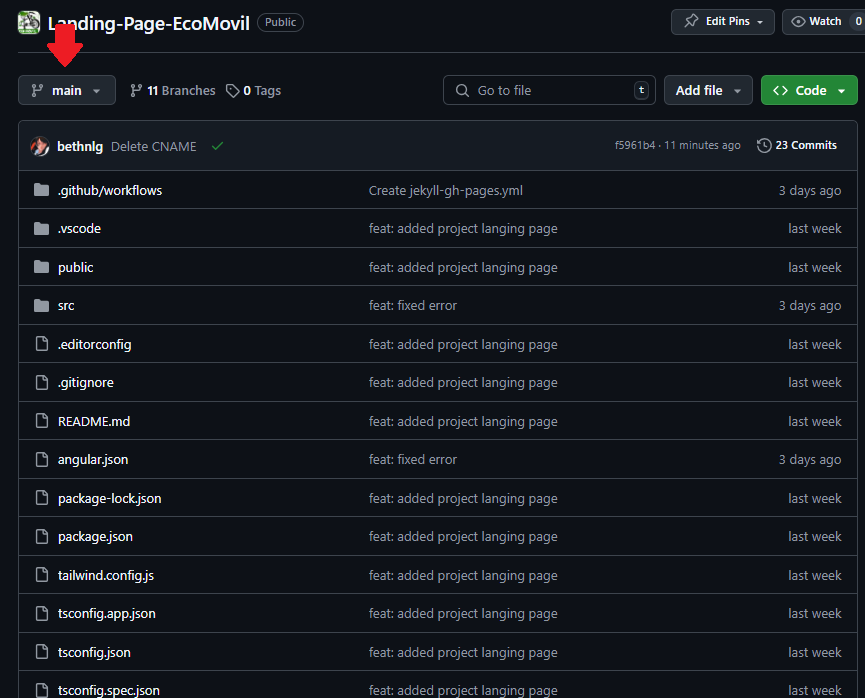 Landing-Page-EcoMovil Public Edit Pins Watch 0
main 11 Branches 0 Tags Go to file t Add file Code
bethnlg Delete CNAME f5961b4 · 11 minutes ago 23 Commits
.github/workflows Create jekyll-gh-pages.yml 3 days ago
.vscode feat: added project langing page last week
public feat: added project langing page last week
src feat: fixed error 3 days ago
.editorconfig feat: added project langing page last week
.gitignore feat: added project langing page last week
README.md feat: added project langing page last week
angular.json feat: fixed error 3 days ago
package-lock.json feat: added project langing page last week
package.json feat: added project langing page last week
tailwind.config.js feat: added project langing page last week
tsconfig.app.json feat: added project langing page last week
tsconfig.json feat: added project langing page last week
tsconfig.spec.json feat: added project langing page last week